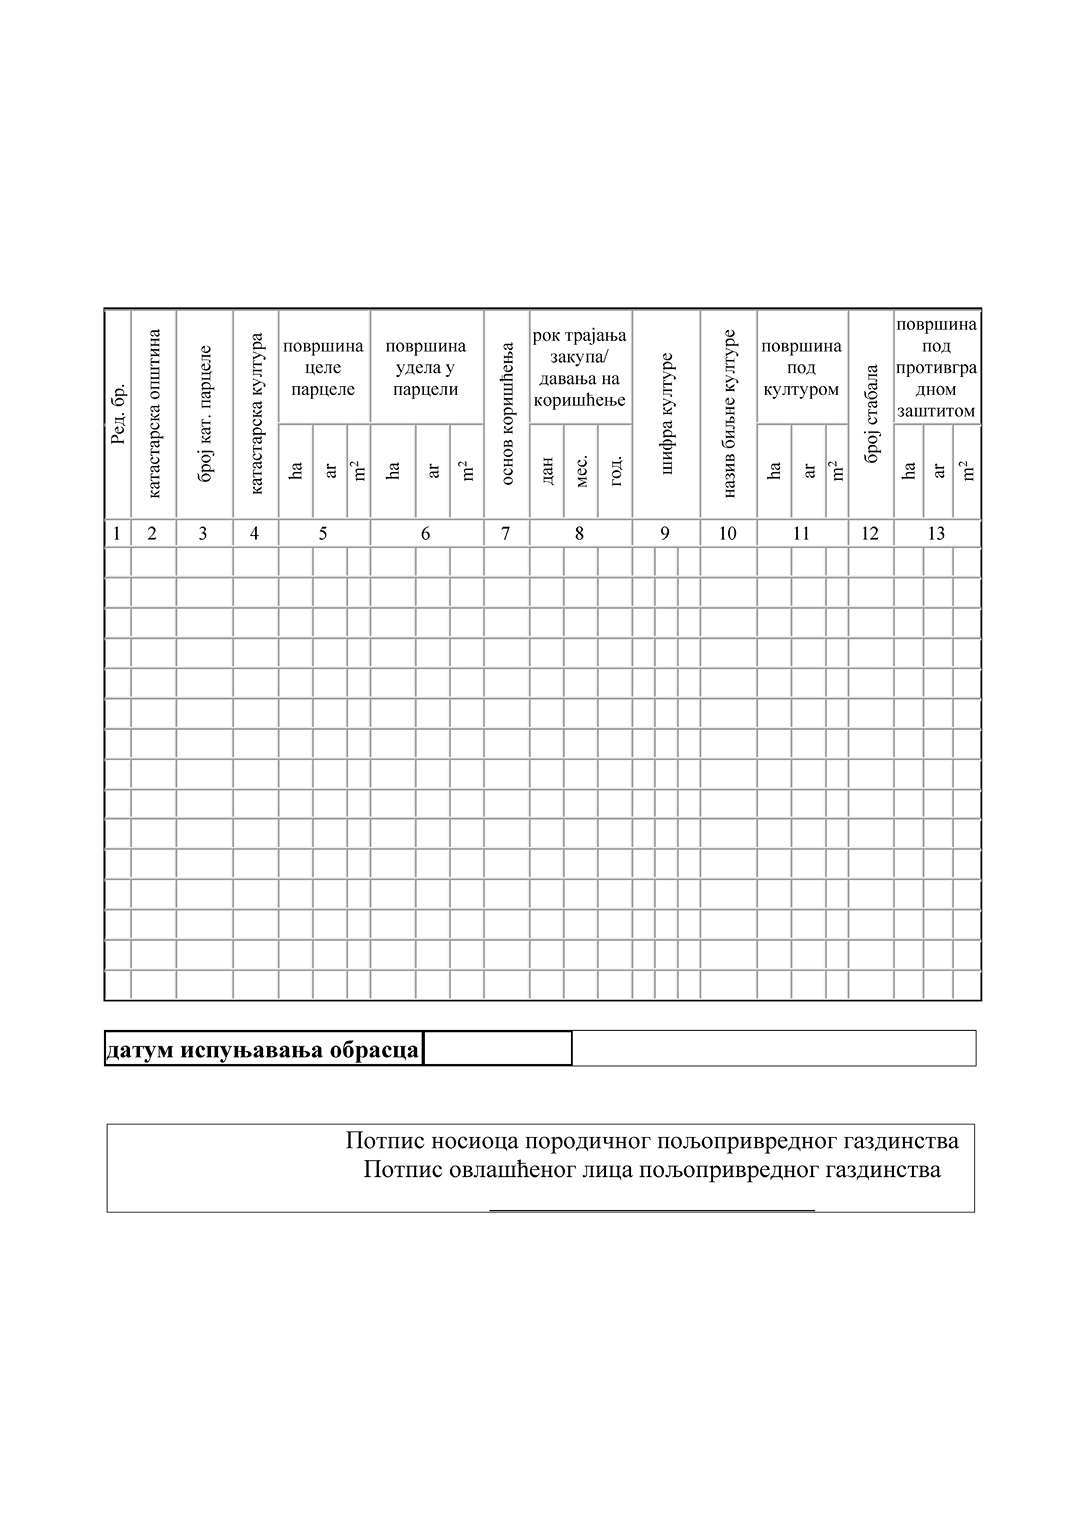 Ред. бр.
катастарска општина
број кат. парцеле
катастарска култура
површина
целе
парцеле
површина
удела у
парцели
основ коришћења
рок трајања
закупа/
давања на
коришћење
шифра културе
назив биљне културе
површина
под
културом
број стабала
површина
под
противгра
дном
заштитом
ha ar m² ha ar m² дан мес. год. ha ar m² ha ar m²
1 2 3 4 5 6 7 8 9 10 11 12 13
датум испуњавања обрасца
Потпис носиоца породичног пољопривредног газдинства
Потпис овлашћеног лица пољопривредног газдинства